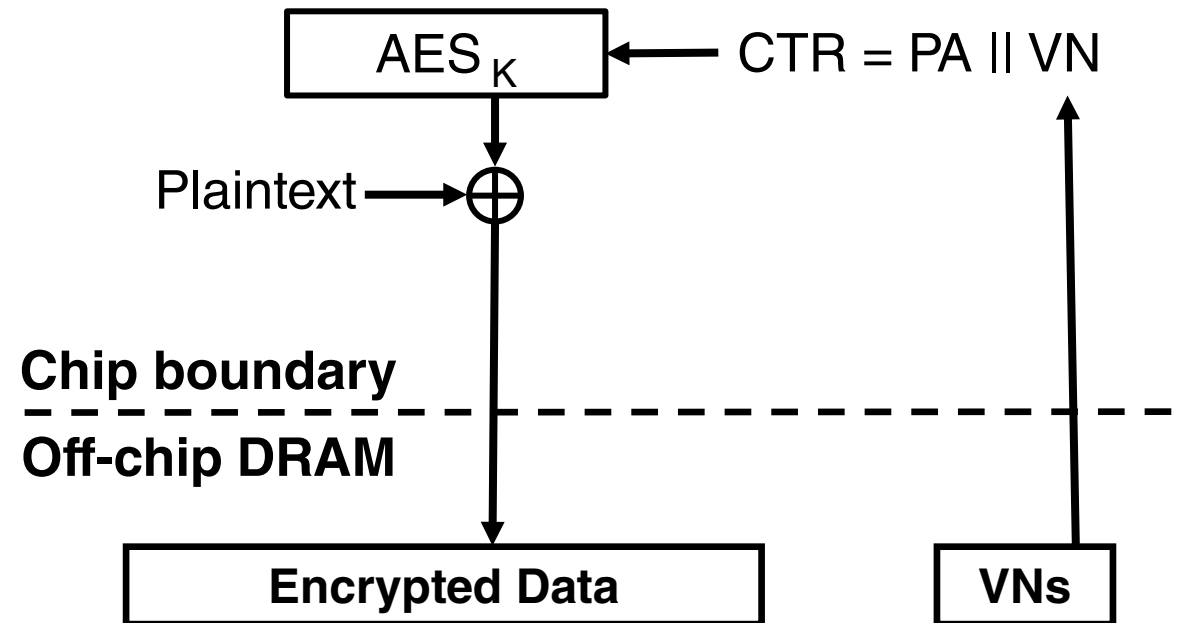 AES K
CTR = PA || VN
Plaintext
Chip boundary
Off-chip DRAM
Encrypted Data
VNs